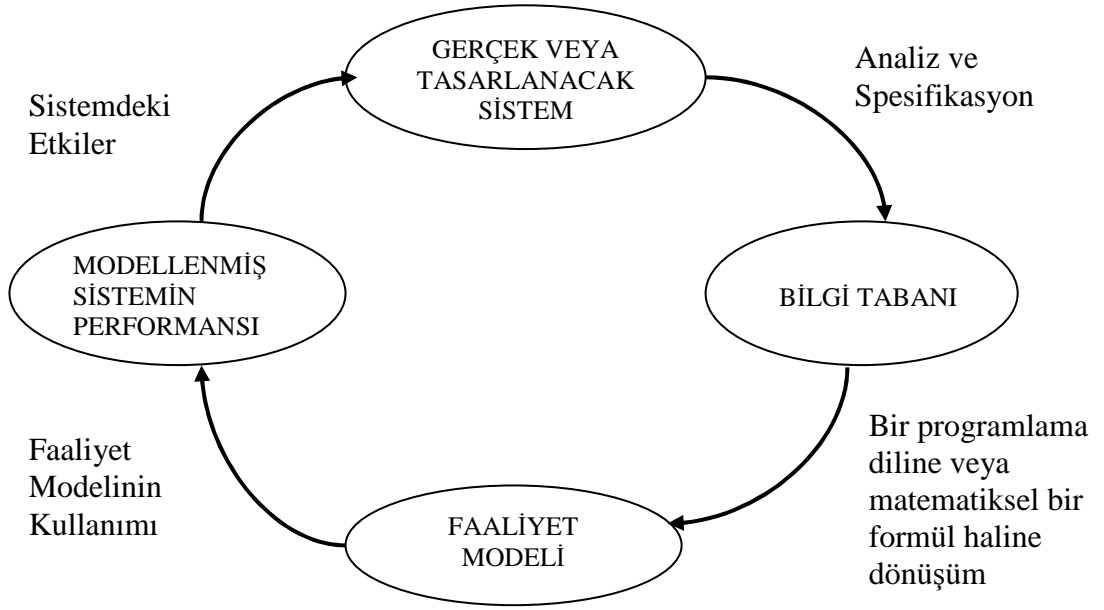 GERÇEK VEYA
TASARLANACAK
SİSTEM
Analiz ve
Spesifikasyon
Sistemdeki
Etkiler
MODELLENMİŞ
SİSTEMİN
PERFORMANSI
BİLGİ TABANI
Faaliyet
Modelinin
Kullanımı
FAALİYET
MODELİ
Bir programlama
diline veya
matematiksel bir
formül haline
dönüşüm